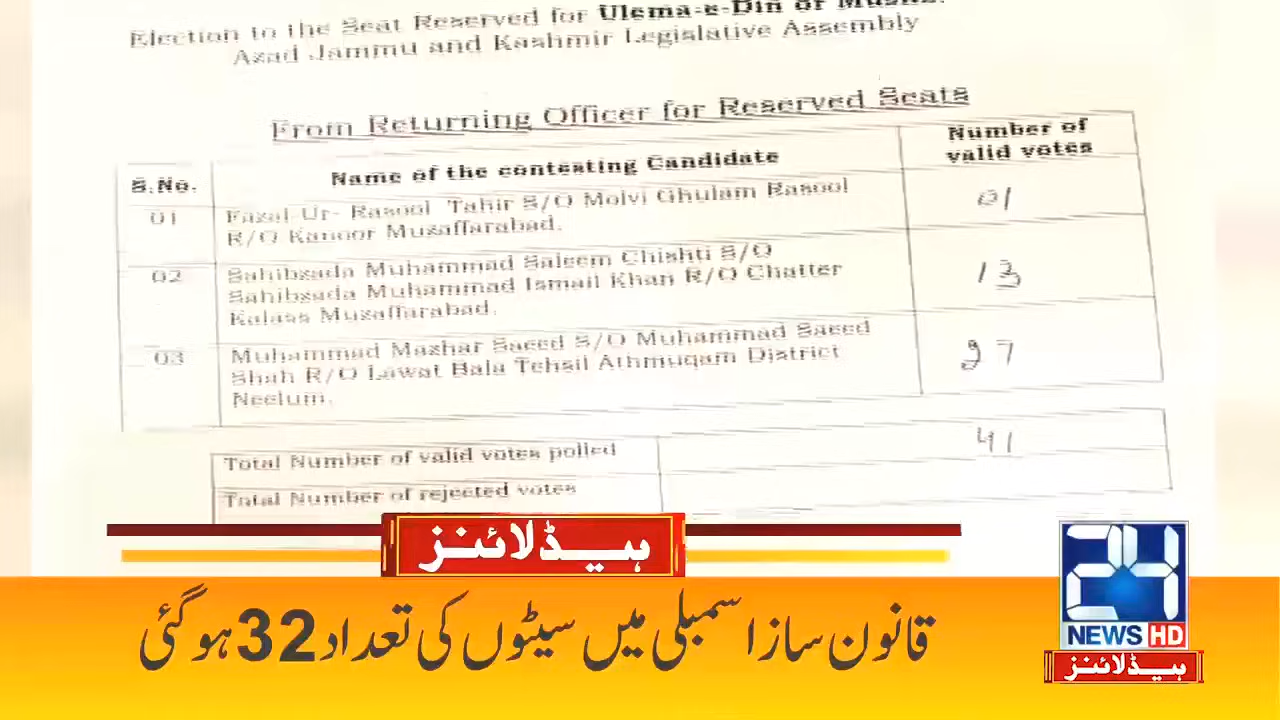 Election to the Seat Reserved for Ulema-e-Din or
Azad Jammu and Kashmir Legislative Assembly
From Returning Officer for Reserved Seats
S.No.
Name of the contesting Candidate
Number of
valid votes
01
Fazal-Ur- Rasool Tahir S/O Molvi Ghulam Rasool
R/O Kanoor Muzaffarabad.
01
02
Sahibzada Muhammad Saleem Chishti S/O
Sahibzada Muhammad Ismail Khan R/O Chatter
Kalass Muzaffarabad.
13
03
Muhammad Mazhar Saeed S/O Muhammad Saeed
Shah R/O Lawat Bala Tehsil Athmuqam District
Neelum.
27
Total Number of valid votes polled
41
Total Number of rejected votes
ہیڈلائنز
قانون ساز اسمبلی میں سیٹوں کی تعداد 32 ہوگئی
24
NEWS HD
ہیڈلائنز